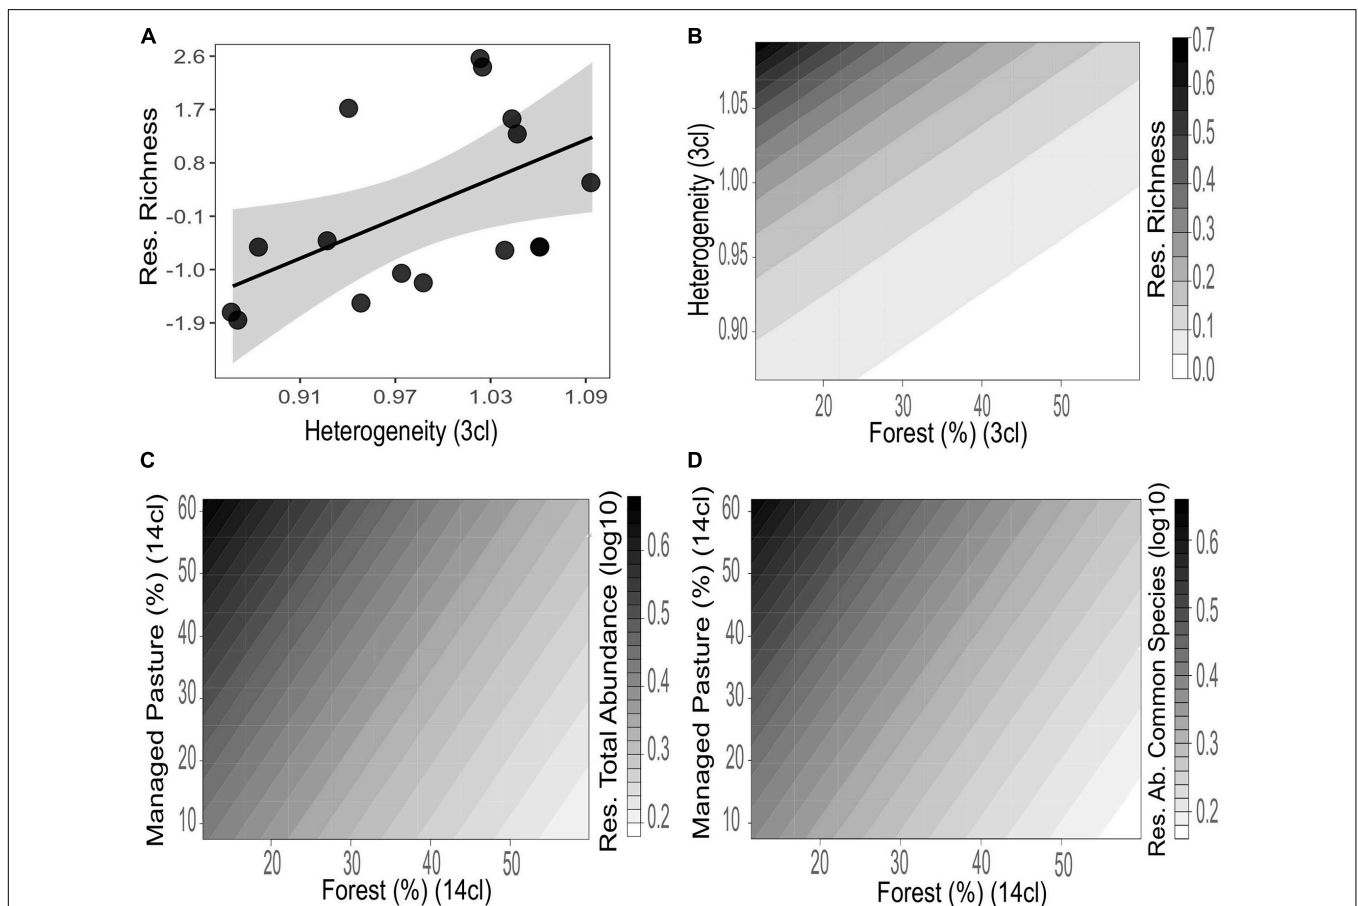 A
Res. Richness
2.6
1.7
0.8
-0.1
-1.0
-1.9
0.91 0.97 1.03 1.09
Heterogeneity (3cl)
B
Heterogeneity (3cl)
1.05
1.00
0.95
0.90
20 30 40 50
Forest (%) (3cl)
Res. Richness
0.7
0.6
0.5
0.4
0.3
0.2
0.1
0.0
C
Managed Pasture (%) (14cl)
60
50
40
30
20
10
20 30 40 50
Forest (%) (14cl)
Res. Total Abundance (log10)
0.6
0.5
0.4
0.3
0.2
D
Managed Pasture (%) (14cl)
60
50
40
30
20
10
20 30 40 50
Forest (%) (14cl)
Res. Ab. Common Species (log10)
0.6
0.5
0.4
0.3
0.2